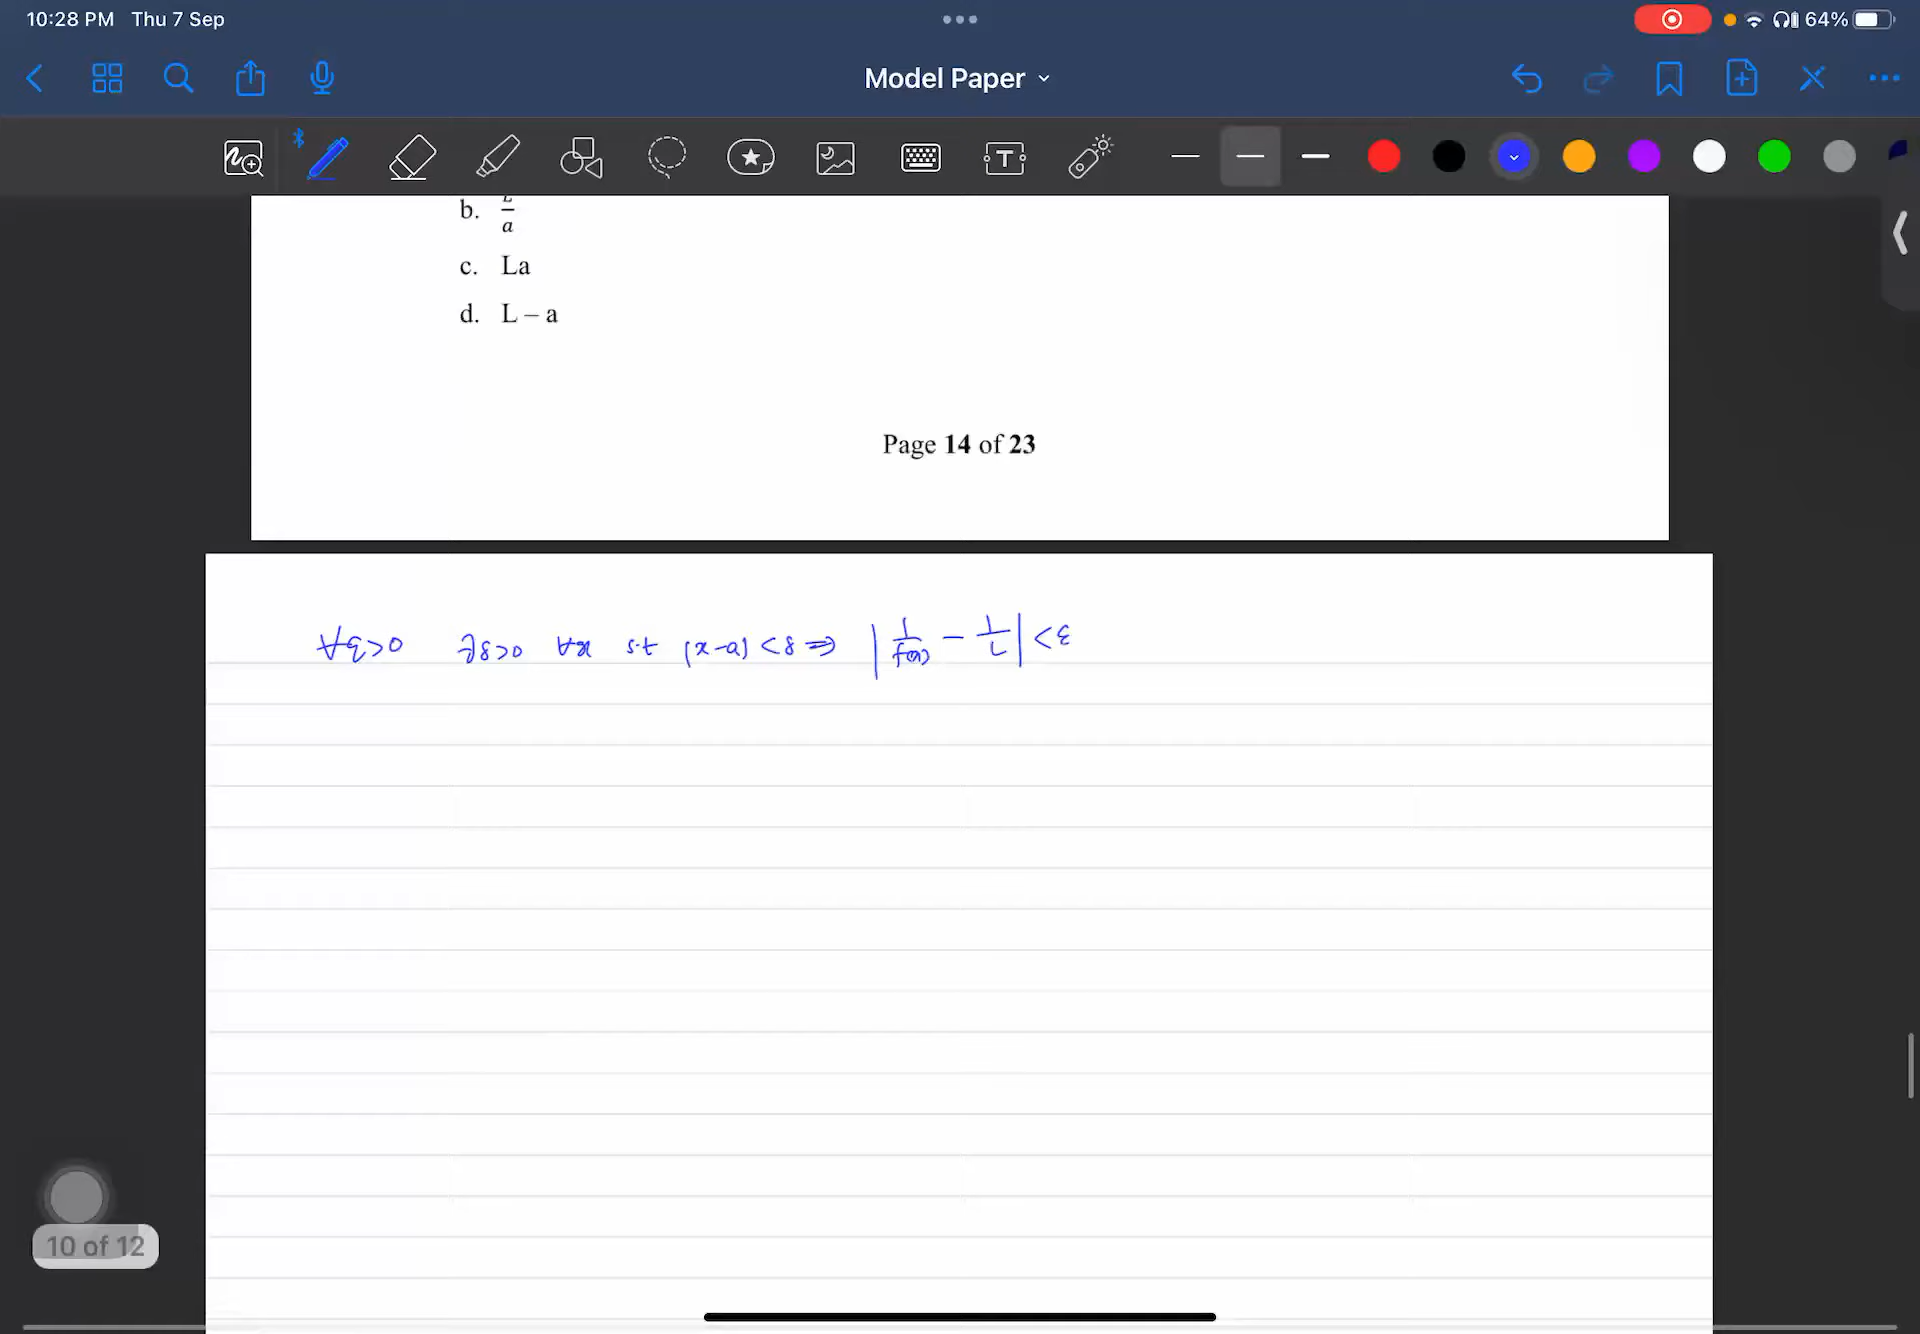 10:28 PM Thu 7 Sep
64%
Model Paper
T
b. L/a
c. La
d. L – a
Page 14 of 23
∀ε>0 ∃δ>0 ∀x s.t |x-a| <δ ⇒ | 1/f(x) − 1/L | <ε
10 of 12